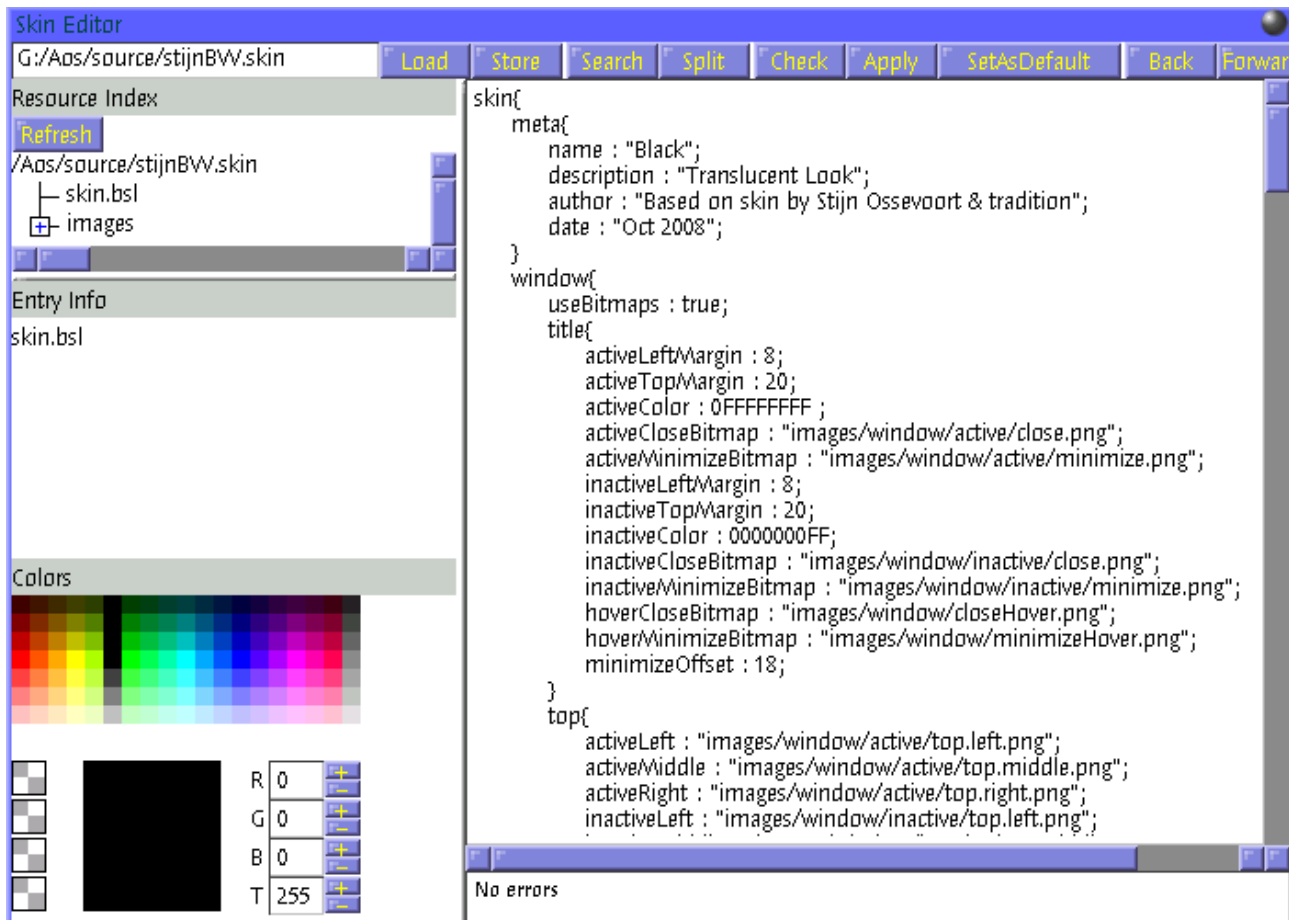 Skin Editor
G:/Aos/source/stijnBW.skin Load Store Search Split Check Apply SetAsDefault Back Forwar
Resource Index
Refresh
/Aos/source/stijnBW.skin
skin.bsl
images
Entry Info
skin.bsl
Colors
R 0
G 0
B 0
T 255
skin{
meta{
name : "Black";
description : "Translucent Look";
author : "Based on skin by Stijn Ossevoort & tradition";
date : "Oct 2008";
}
window{
useBitmaps : true;
title{
activeLeftMargin : 8;
activeTopMargin : 20;
activeColor : 0FFFFFFFF ;
activeCloseBitmap : "images/window/active/close.png";
activeMinimizeBitmap : "images/window/active/minimize.png";
inactiveLeftMargin : 8;
inactiveTopMargin : 20;
inactiveColor : 0000000FF;
inactiveCloseBitmap : "images/window/inactive/close.png";
inactiveMinimizeBitmap : "images/window/inactive/minimize.png";
hoverCloseBitmap : "images/window/closeHover.png";
hoverMinimizeBitmap : "images/window/minimizeHover.png";
minimizeOffset : 18;
}
top{
activeLeft : "images/window/active/top.left.png";
activeMiddle : "images/window/active/top.middle.png";
activeRight : "images/window/active/top.right.png";
inactiveLeft : "images/window/inactive/top.left.png";
No errors